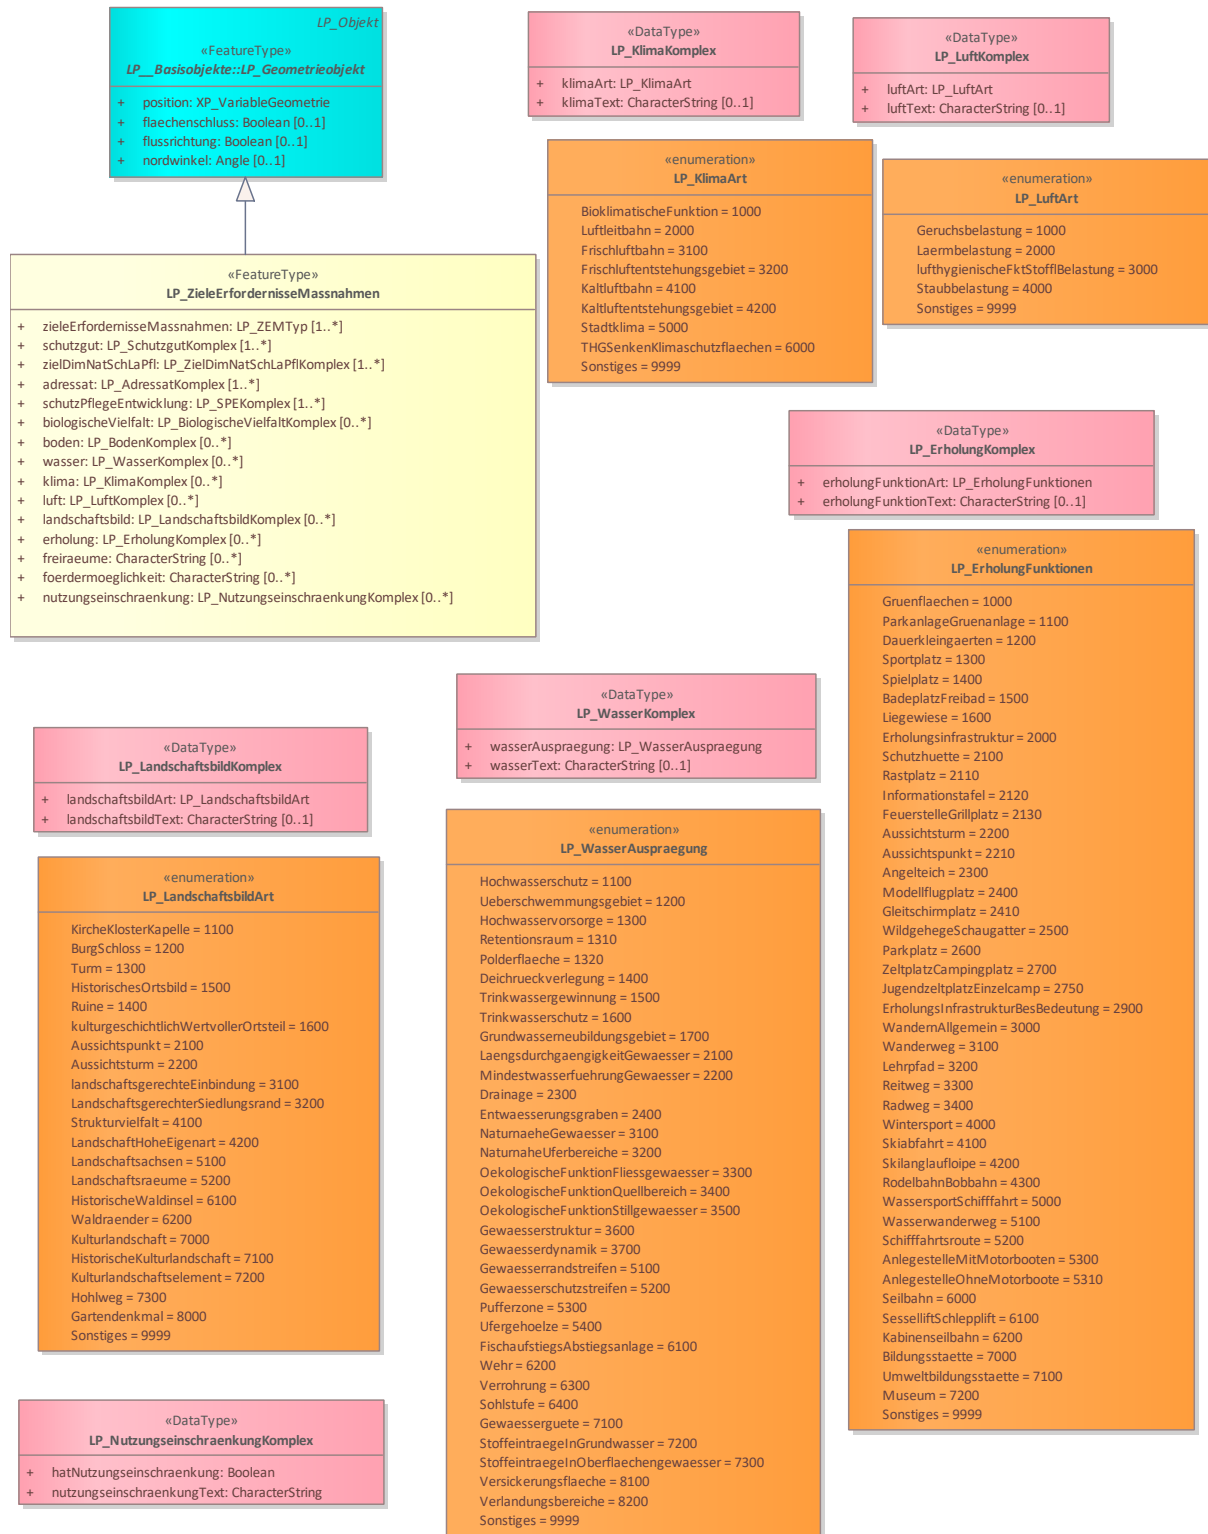 LP_Objekt
«FeatureType»
LP__Basisobjekte::LP_Geometrieobjekt
+ position: XP_VariableGeometrie
+ flaechenschluss: Boolean [0..1]
+ flussrichtung: Boolean [0..1]
+ nordwinkel: Angle [0..1]
«DataType»
LP_KlimaKomplex
+ klimaArt: LP_KlimaArt
+ klimaText: CharacterString [0..1]
«DataType»
LP_LuftKomplex
+ luftArt: LP_LuftArt
+ luftText: CharacterString [0..1]
«enumeration»
LP_KlimaArt
BioklimatischeFunktion = 1000
Luftleitbahn = 2000
Frischluftbahn = 3100
Frischluftentstehungsgebiet = 3200
Kaltluftbahn = 4100
Kaltluftentstehungsgebiet = 4200
Stadtklima = 5000
THGSenkenKlimaschutzflaechen = 6000
Sonstiges = 9999
«enumeration»
LP_LuftArt
Geruchsbelastung = 1000
Laermbelastung = 2000
lufthygienischeFktStofflBelastung = 3000
Staubbelastung = 4000
Sonstiges = 9999
«FeatureType»
LP_ZieleErfordernisseMassnahmen
+ zieleErfordernisseMassnahmen: LP_ZEMTyp [1..*]
+ schutzgut: LP_SchutzgutKomplex [1..*]
+ zielDimNatSchLaPfl: LP_ZielDimNatSchLaPflKomplex [1..*]
+ adressat: LP_AdressatKomplex [1..*]
+ schutzPflegeEntwicklung: LP_SPEKomplex [1..*]
+ biologischeVielfalt: LP_BiologischeVielfaltKomplex [0..*]
+ boden: LP_BodenKomplex [0..*]
+ wasser: LP_WasserKomplex [0..*]
+ klima: LP_KlimaKomplex [0..*]
+ luft: LP_LuftKomplex [0..*]
+ landschaftsbild: LP_LandschaftsbildKomplex [0..*]
+ erholung: LP_ErholungKomplex [0..*]
+ freiraeume: CharacterString [0..*]
+ foerdermoeglichkeit: CharacterString [0..*]
+ nutzungseinschraenkung: LP_NutzungseinschraenkungKomplex [0..*]
«DataType»
LP_ErholungKomplex
+ erholungFunktionArt: LP_ErholungFunktionen
+ erholungFunktionText: CharacterString [0..1]
«enumeration»
LP_ErholungFunktionen
Gruenflaechen = 1000
ParkanlageGruenanlage = 1100
Dauerkleingaerten = 1200
Sportplatz = 1300
Spielplatz = 1400
BadeplatzFreibad = 1500
Liegewiese = 1600
Erholungsinfrastruktur = 2000
Schutzhuette = 2100
Rastplatz = 2110
Informationstafel = 2120
FeuerstelleGrillplatz = 2130
Aussichtsturm = 2200
Aussichtspunkt = 2210
Angelteich = 2300
Modellflugplatz = 2400
Gleitschirmplatz = 2410
WildgehegeSchaugatter = 2500
Parkplatz = 2600
ZeltplatzCampingplatz = 2700
JugendzeltplatzEinzelcamp = 2750
ErholungsInfrastrukturBesBedeutung = 2900
WandernAllgemein = 3000
Wanderweg = 3100
Lehrpfad = 3200
Reitweg = 3300
Radweg = 3400
Wintersport = 4000
Skiabfahrt = 4100
Skilanglaufloipe = 4200
RodelbahnBobbahn = 4300
WassersportSchifffahrt = 5000
Wasserwanderweg = 5100
Schifffahrtsroute = 5200
AnlegestelleMitMotorbooten = 5300
AnlegestelleOhneMotorboote = 5310
Seilbahn = 6000
SesselliftSchlepplift = 6100
Kabinenseilbahn = 6200
Bildungsstaette = 7000
Umweltbildungsstaette = 7100
Museum = 7200
Sonstiges = 9999
«DataType»
LP_WasserKomplex
+ wasserAuspraegung: LP_WasserAuspraegung
+ wasserText: CharacterString [0..1]
«DataType»
LP_LandschaftsbildKomplex
+ landschaftsbildArt: LP_LandschaftsbildArt
+ landschaftsbildText: CharacterString [0..1]
«enumeration»
LP_WasserAuspraegung
Hochwasserschutz = 1100
Ueberschwemmungsgebiet = 1200
Hochwasservorsorge = 1300
Retentionsraum = 1310
Polderflaeche = 1320
Deichrueckverlegung = 1400
Trinkwassergewinnung = 1500
Trinkwasserschutz = 1600
Grundwasserneubildungsgebiet = 1700
LaengsdurchgaengigkeitGewaesser = 2100
MindestwasserfuehrungGewaesser = 2200
Drainage = 2300
Entwaesserungsgraben = 2400
NaturnaeheGewaesser = 3100
NaturnaheUferbereiche = 3200
OekologischeFunktionFliessgewaesser = 3300
OekologischeFunktionQuellbereich = 3400
OekologischeFunktionStillgewaesser = 3500
Gewaesserstruktur = 3600
Gewaesserdynamik = 3700
Gewaesserrandstreifen = 5100
Gewaesserschutzstreifen = 5200
Pufferzone = 5300
Ufergehoelze = 5400
FischaufstiegsAbstiegsanlage = 6100
Wehr = 6200
Verrohrung = 6300
Sohlstufe = 6400
Gewaesserguete = 7100
StoffeintraegeInGrundwasser = 7200
StoffeintraegeInOberflaechengewaesser = 7300
Versickerungsflaeche = 8100
Verlandungsbereiche = 8200
Sonstiges = 9999
«enumeration»
LP_LandschaftsbildArt
KircheKlosterKapelle = 1100
BurgSchloss = 1200
Turm = 1300
HistorischesOrtsbild = 1500
Ruine = 1400
kulturgeschichtlichWertvollerOrtsteil = 1600
Aussichtspunkt = 2100
Aussichtsturm = 2200
landschaftsgerechteEinbindung = 3100
LandschaftsgerechterSiedlungsrand = 3200
Strukturvielfalt = 4100
LandschaftHoheEigenart = 4200
Landschaftsachsen = 5100
Landschaftsraeume = 5200
HistorischeWaldinsel = 6100
Waldraender = 6200
Kulturlandschaft = 7000
HistorischeKulturlandschaft = 7100
Kulturlandschaftselement = 7200
Hohlweg = 7300
Gartendenkmal = 8000
Sonstiges = 9999
«DataType»
LP_NutzungseinschraenkungKomplex
+ hatNutzungseinschraenkung: Boolean
+ nutzungseinschraenkungText: CharacterString